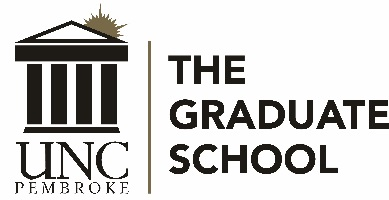 UNC
PEMBROKE
THE
GRADUATE
SCHOOL